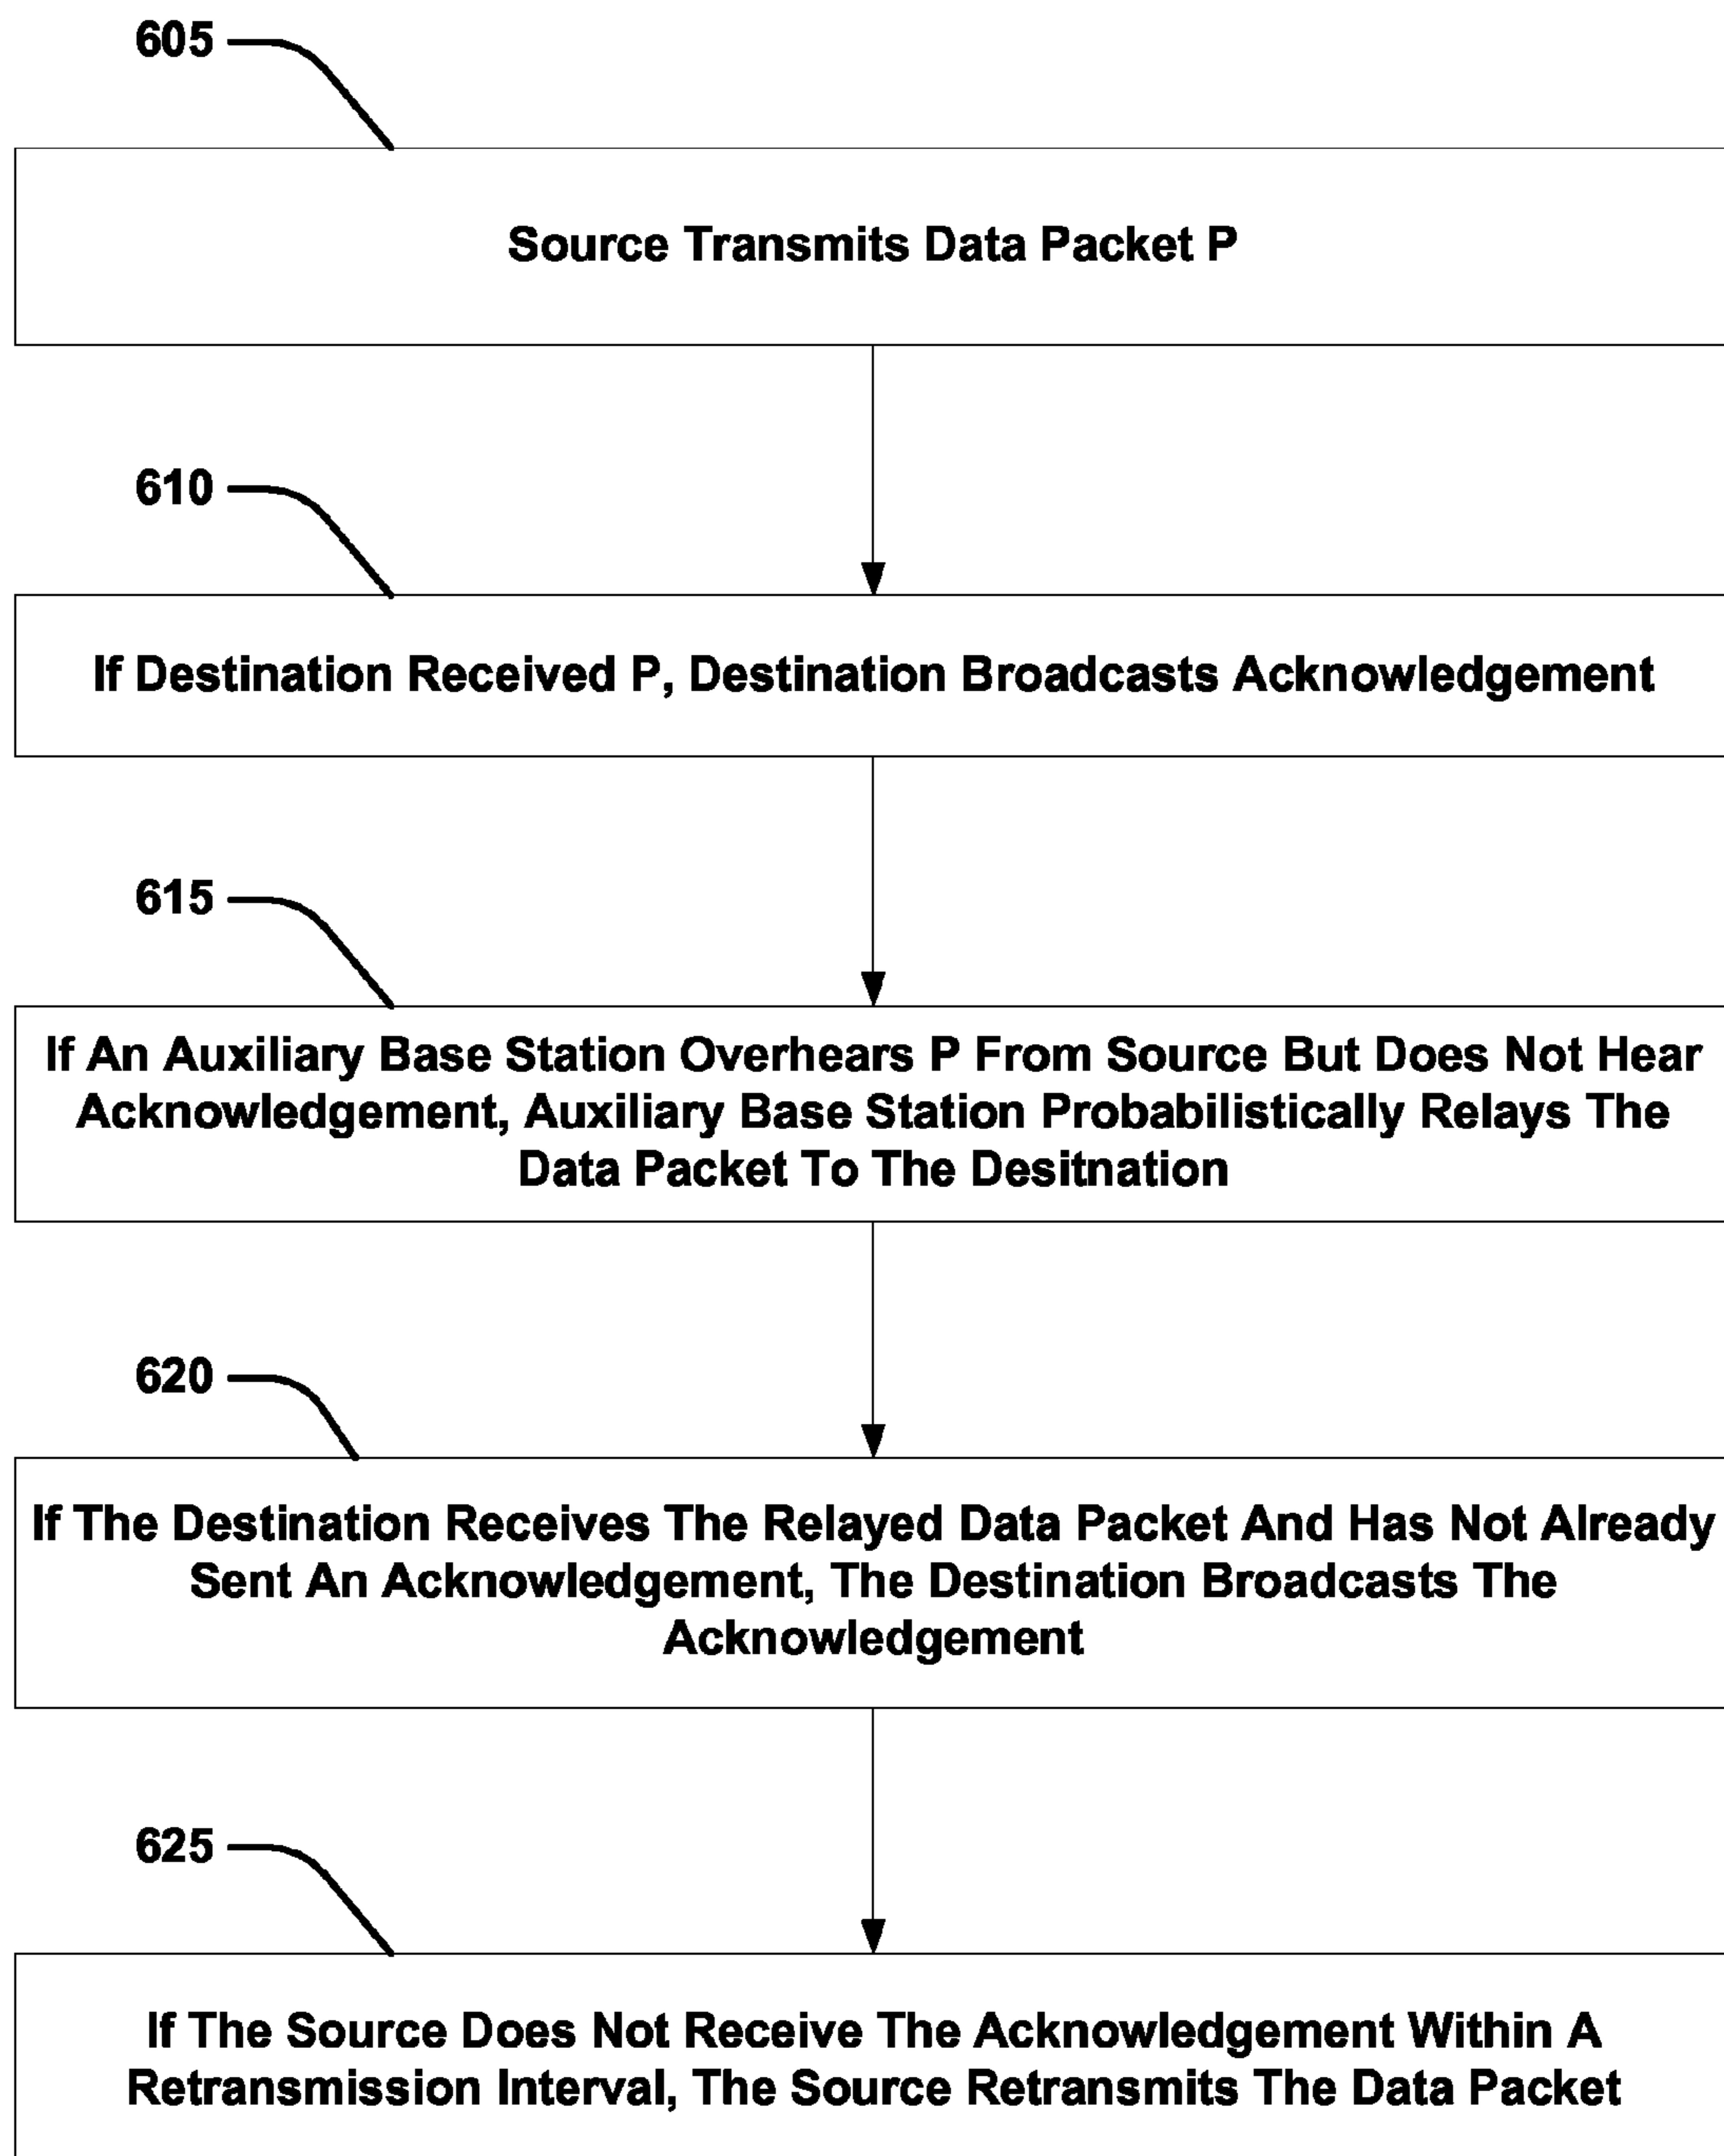 605
Source Transmits Data Packet P
610
If Destination Received P, Destination Broadcasts Acknowledgement
615
If An Auxiliary Base Station Overhears P From Source But Does Not Hear
Acknowledgement, Auxiliary Base Station Probabilistically Relays The
Data Packet To The Desitnation
620
If The Destination Receives The Relayed Data Packet And Has Not Already
Sent An Acknowledgement, The Destination Broadcasts The
Acknowledgement
625
If The Source Does Not Receive The Acknowledgement Within A
Retransmission Interval, The Source Retransmits The Data Packet